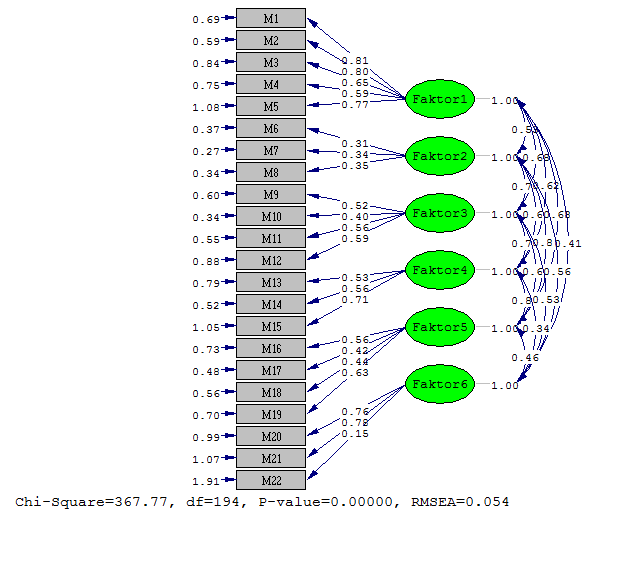 0.69 M1
0.59 M2
0.81
0.84 M3
0.80
0.75 M4 0.65
0.59
Faktor1 1.00
1.08 M5 0.77
0.37 M6
0.31
0.27 M7 0.34
Faktor2 1.00
0.34 M8 0.35
0.62
0.60 M9
0.52
Faktor3 1.00
0.34 M10 0.40
0.55 M11 0.56
0.59
0.41
0.88 M12
Faktor4 1.00 0.56
0.79 M13 0.53
0.56
0.52 M14 0.71
0.53
1.05 M15
Faktor5 1.00 0.34
0.56
0.73 M16
0.42
0.46
0.44
0.48 M17 0.63
Faktor6 1.00
0.56 M18
0.70 M19 0.76
0.99 M20 0.15
1.07 M21
1.91 M22
Chi-Square=367.77, df=194, P-value=0.00000, RMSEA=0.054